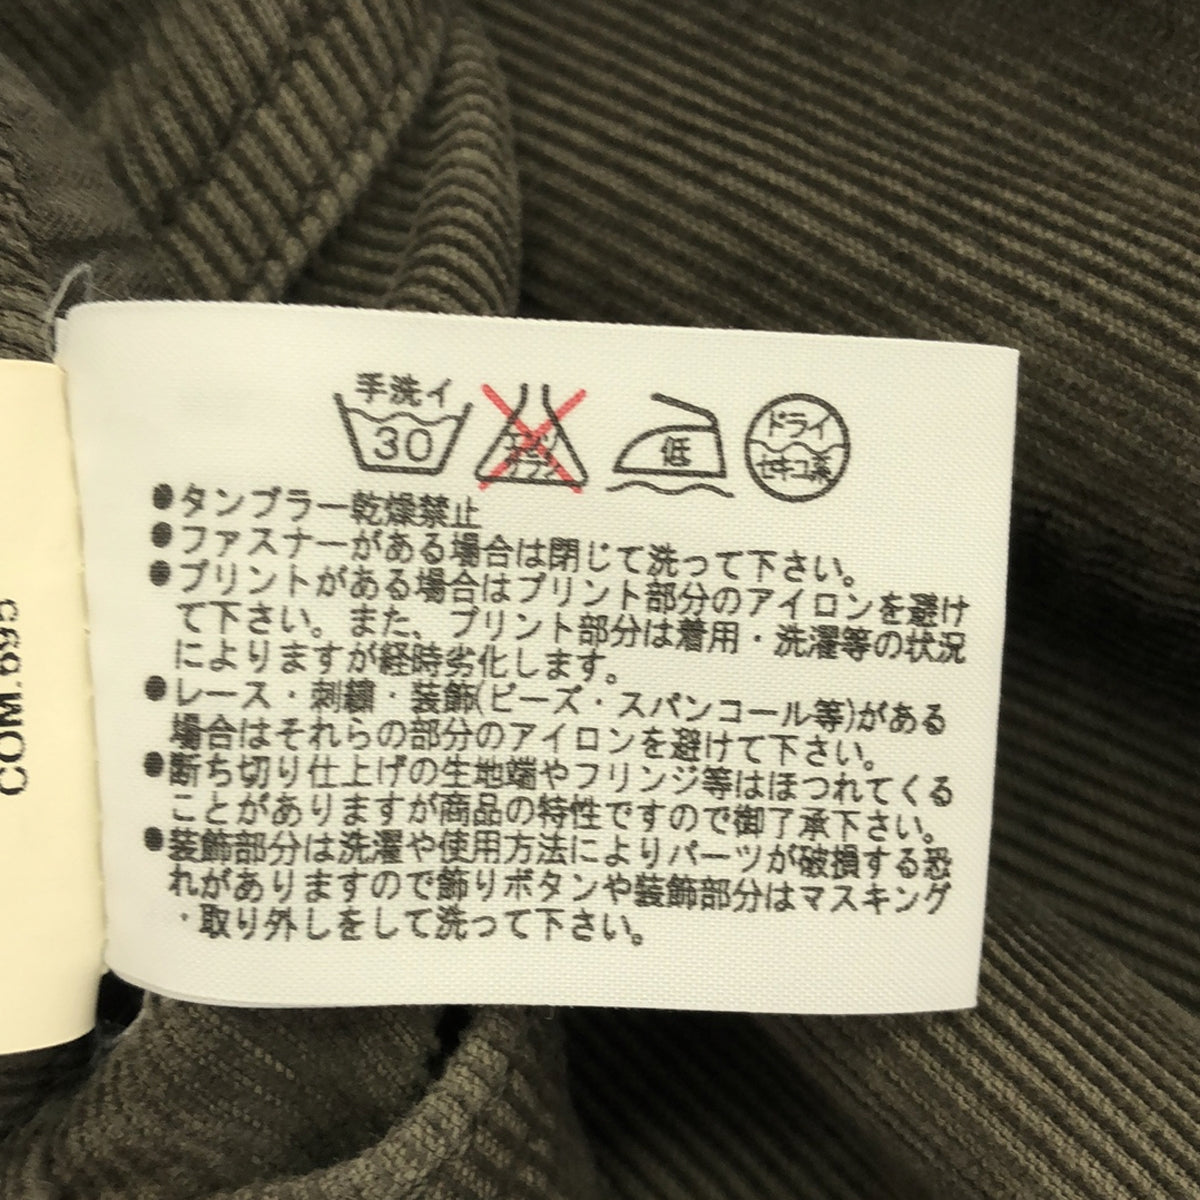 手洗イ
30
エンソ
サラシ
低
ドライ
セキユ系
●タンブラー乾燥禁止
●ファスナーがある場合は閉じて洗って下さい。
●プリントがある場合はプリント部分のアイロンを避け
て下さい。また、プリント部分は着用・洗濯等の状況
によりますが経時劣化します。
●レース・刺繍・装飾(ビーズ・スパンコール等)がある
場合はそれらの部分のアイロンを避けて下さい。
●断ち切り仕上げの生地端やフリンジ等はほつれてくる
ことがありますが商品の特性ですので御了承下さい。
●装飾部分は洗濯や使用方法によりパーツが破損する恐
れがありますので飾りボタンや装飾部分はマスキング
・取り外しをして洗って下さい。
COM.693